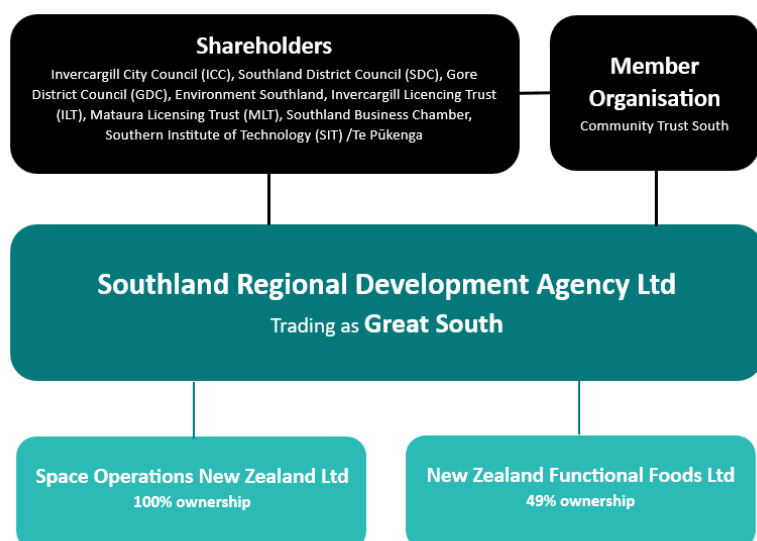 Shareholders
Invercargill City Council (ICC), Southland District Council (SDC), Gore
District Council (GDC), Environment Southland, Invercargill Licencing Trust
(ILT), Mataura Licensing Trust (MLT), Southland Business Chamber,
Southern Institute of Technology (SIT) /Te Pūkenga
Member
Organisation
Community Trust South
Southland Regional Development Agency Ltd
Trading as Great South
Space Operations New Zealand Ltd
100% ownership
New Zealand Functional Foods Ltd
49% ownership